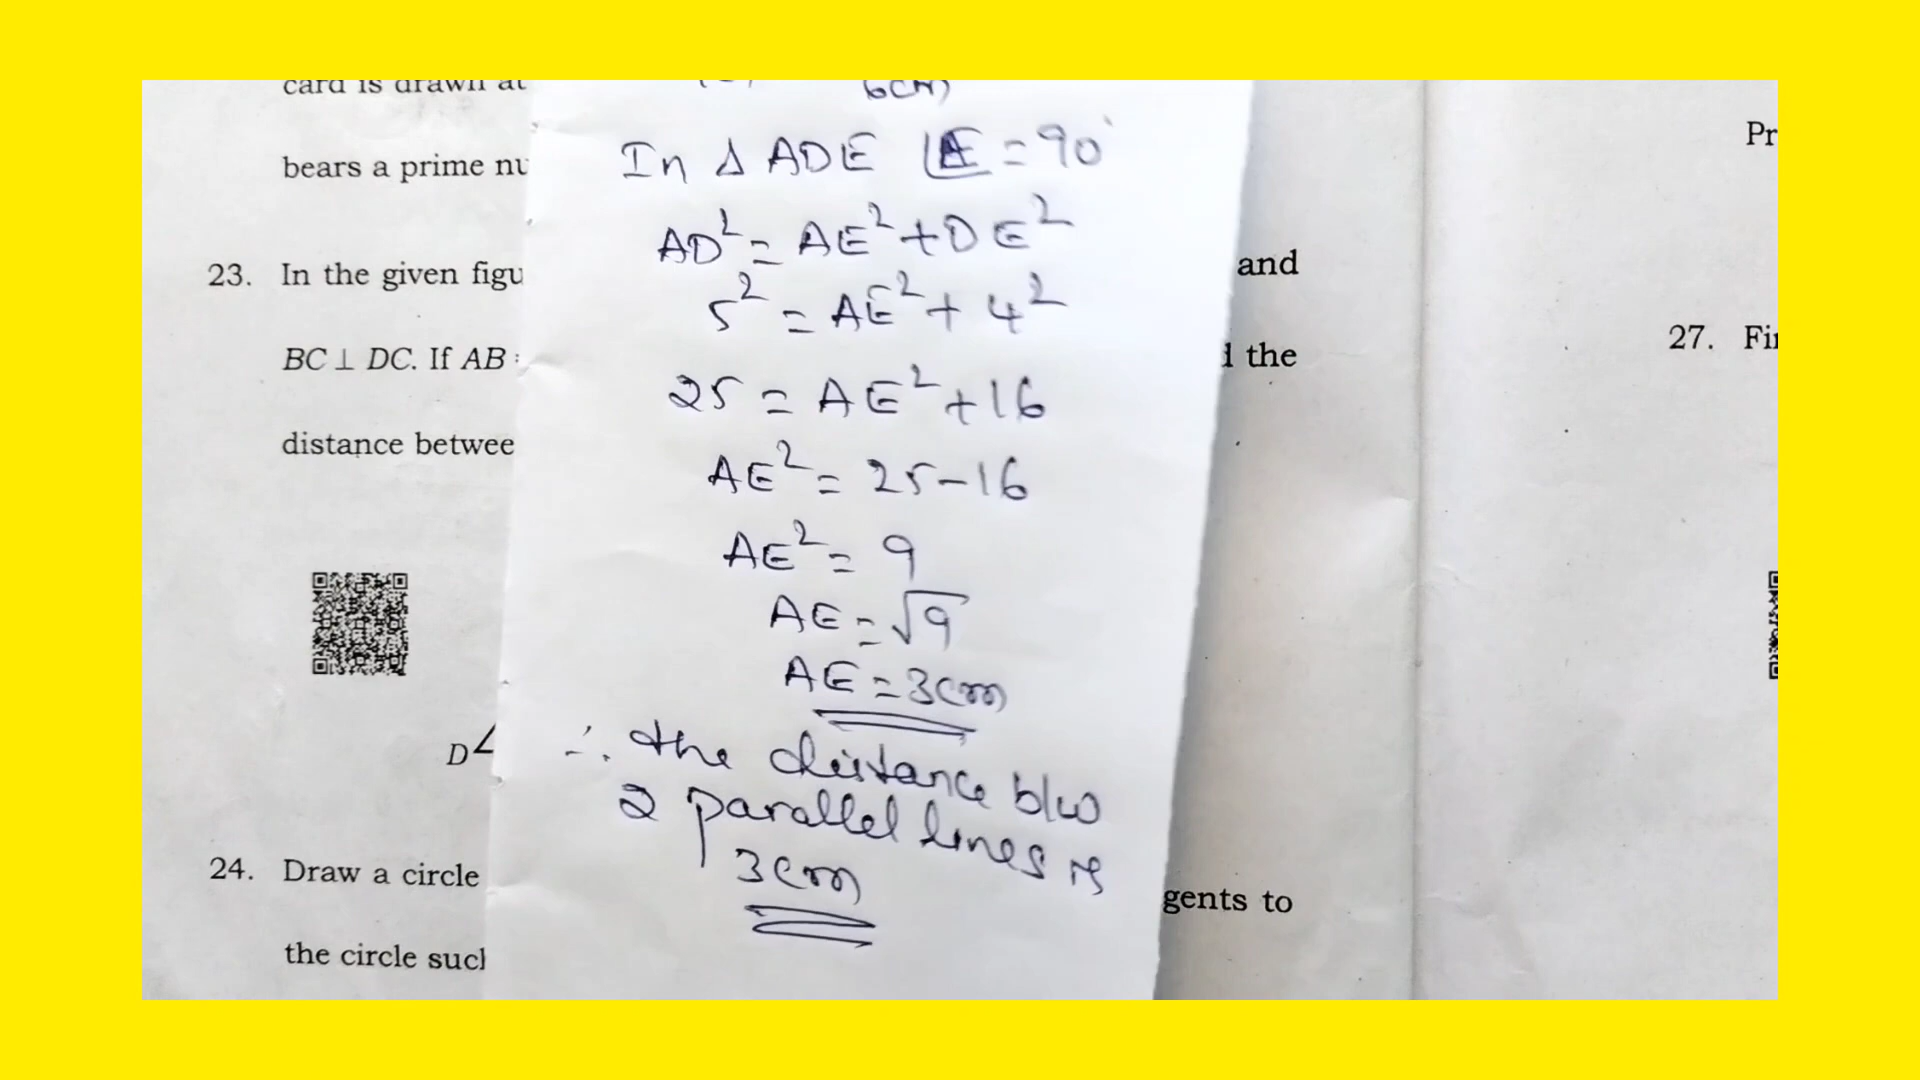 card is drawn at
6cm
bears a prime nu
In Δ ADE ∠E = 90°
Pr
AD² = AE² + DE²
23. In the given figu
and
5² = AE² + 4²
27. Fin
BC ⊥ DC. If AB =
d the
25 = AE² + 16
distance betwee
AE² = 25 - 16
AE² = 9
AE = √9
AE = 3cm
D
∴ the distance b/w
2 parallel lines is
3cm
24. Draw a circle
gents to
the circle such